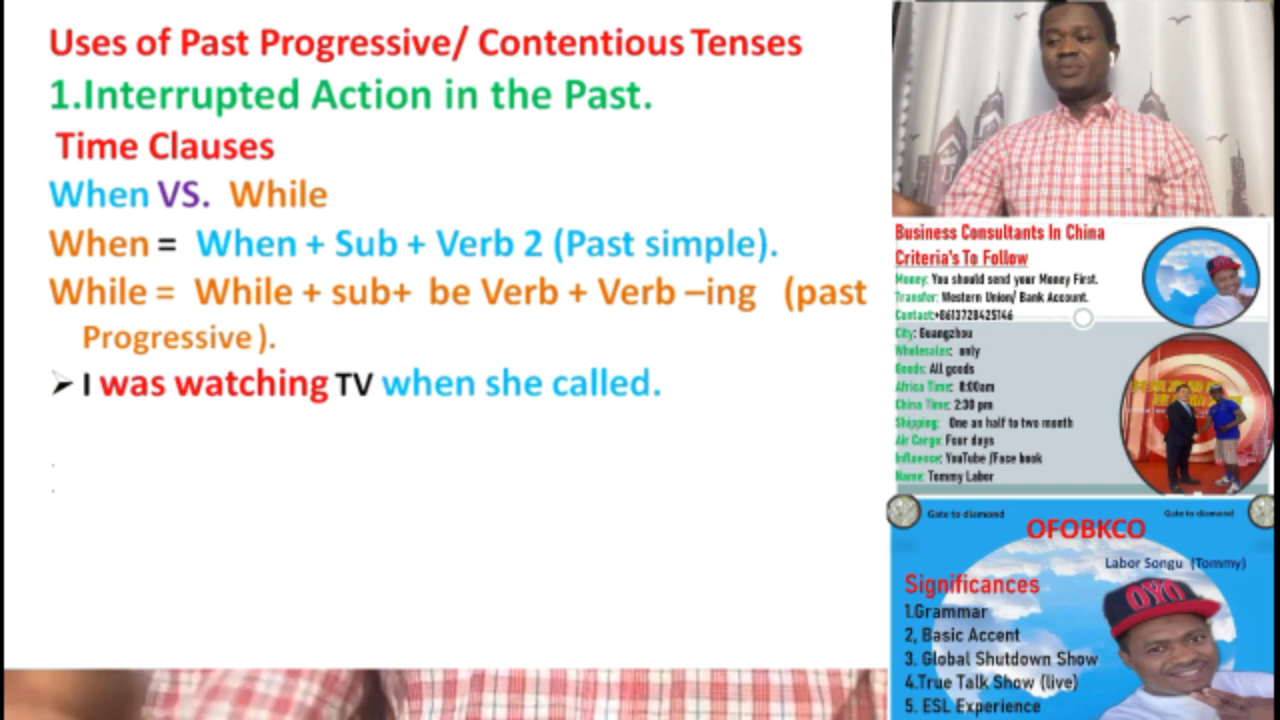 Uses of Past Progressive/ Contentious Tenses
1.Interrupted Action in the Past.
Time Clauses
When VS. While
When = When + Sub + Verb 2 (Past simple).
While = While + sub+ be Verb + Verb –ing (past
Progressive ).
➢ I was watching TV when she called.
Business Consultants In China
Criteria's To Follow
Money: You should send your Money First.
Transfer: Western Union/ Bank Account.
Contact:+8613728425146
City: Guangzhou
Wholesales: only
Goods: All goods
Africa Time: 8:00am
China Time: 2:30 pm
Shipping: One an half to two month
Air Cargo: Four days
Influence: YouTube /Face book
Name: Tommy Labor
Gate to diamond
Gate to diamond
OFOBKCO
Labor Songu (Tommy)
Significances
1.Grammar
2, Basic Accent
3. Global Shutdown Show
4.True Talk Show (live)
5. ESL Experience
OYO